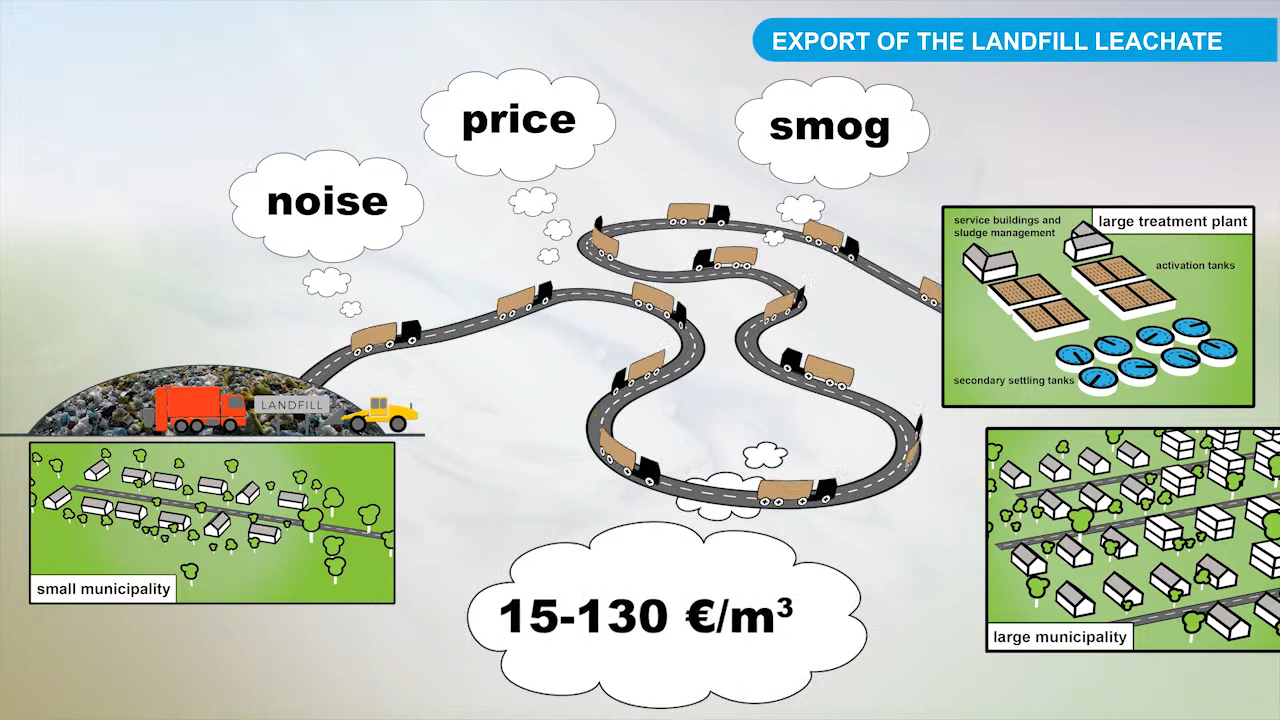 EXPORT OF THE LANDFILL LEACHATE
price
smog
noise
service buildings and
sludge management
large treatment plant
activation tanks
secondary settling tanks
LANDFILL
small municipality
15-130 €/m³
large municipality